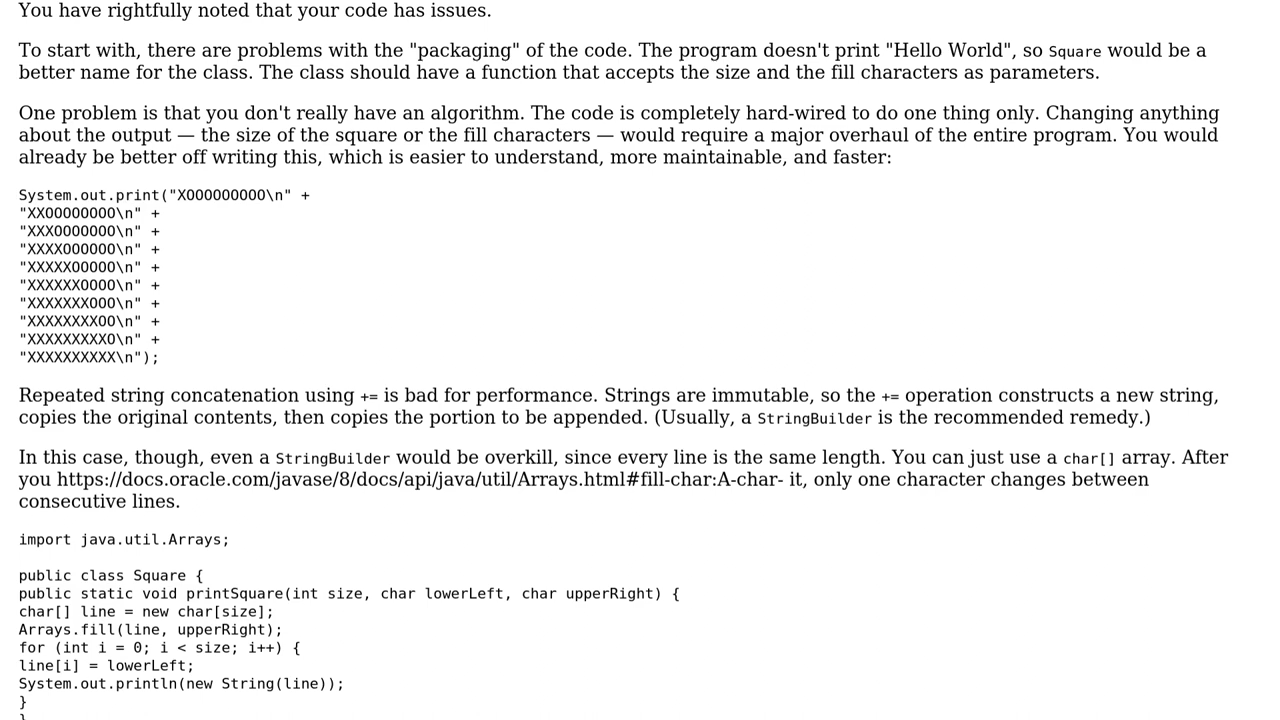 You have rightfully noted that your code has issues.
To start with, there are problems with the "packaging" of the code. The program doesn't print "Hello World", so Square would be a
better name for the class. The class should have a function that accepts the size and the fill characters as parameters.
One problem is that you don't really have an algorithm. The code is completely hard-wired to do one thing only. Changing anything
about the output — the size of the square or the fill characters — would require a major overhaul of the entire program. You would
already be better off writing this, which is easier to understand, more maintainable, and faster:
System.out.print("XOOOOOOOOO\n" +
"XXOOOOOOOO\n" +
"XXXOOOOOOO\n" +
"XXXXOOOOOO\n" +
"XXXXXOOOOO\n" +
"XXXXXXOOOO\n" +
"XXXXXXXOOO\n" +
"XXXXXXXXOO\n" +
"XXXXXXXXXO\n" +
"XXXXXXXXXX\n");
Repeated string concatenation using += is bad for performance. Strings are immutable, so the += operation constructs a new string,
copies the original contents, then copies the portion to be appended. (Usually, a StringBuilder is the recommended remedy.)
In this case, though, even a StringBuilder would be overkill, since every line is the same length. You can just use a char[] array. After
you https://docs.oracle.com/javase/8/docs/api/java/util/Arrays.html#fill-char:A-char- it, only one character changes between
consecutive lines.
import java.util.Arrays;
public class Square {
public static void printSquare(int size, char lowerLeft, char upperRight) {
char[] line = new char[size];
Arrays.fill(line, upperRight);
for (int i = 0; i < size; i++) {
line[i] = lowerLeft;
System.out.println(new String(line));
}
}